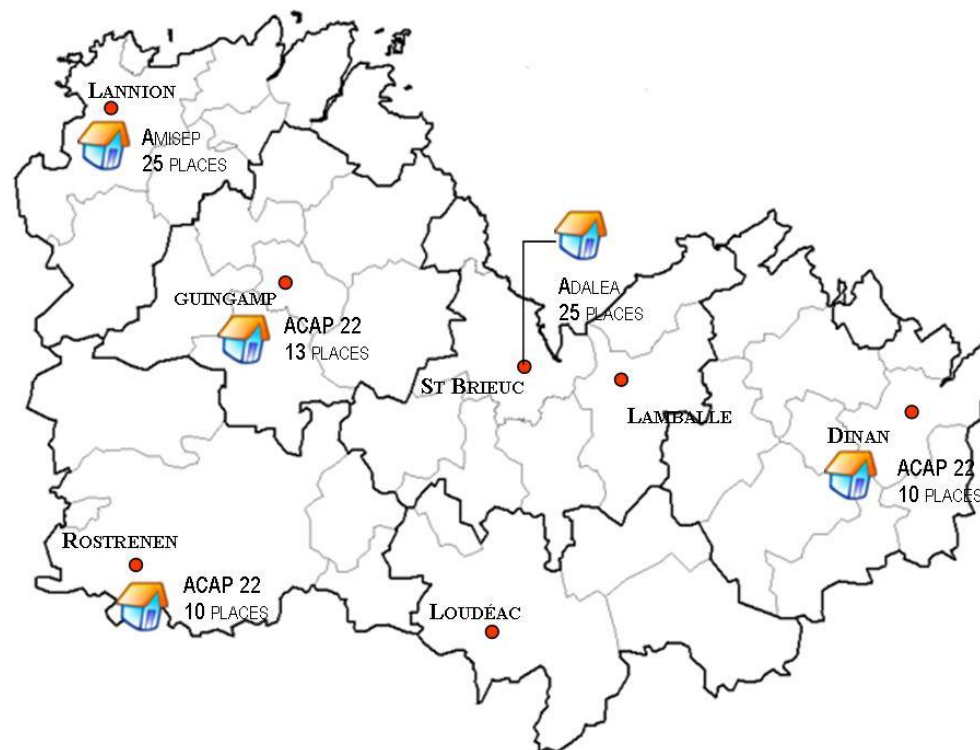 LANNION
AMISEP
25 PLACES
ADALEA
25 PLACES
GUINGAMP
ACAP 22
13 PLACES
ST BRIEUC
LAMBALLE
DINAN
ACAP 22
10 PLACES
ROSTRENEN
ACAP 22
10 PLACES
LOUDÉAC